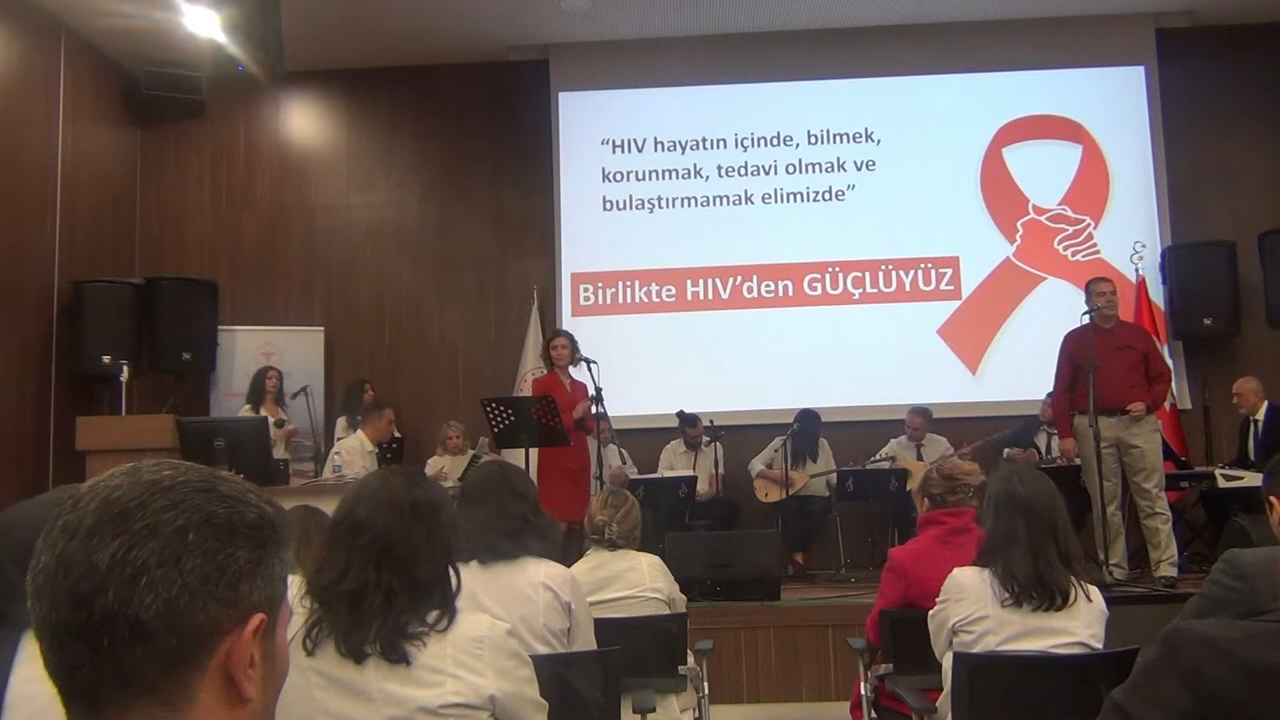 “HIV hayatın içinde, bilmek,
korunmak, tedavi olmak ve
bulaştırmamak elimizde”
Birlikte HIV’den GÜÇLÜYÜZ